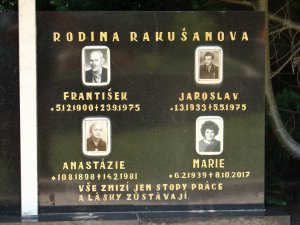 RODINA RAKUŠANOVA
FRANTIŠEK
*5.12.1900+23.9.1975
JAROSLAV
*1.3.1933+5.5.1975
ANASTÁZIE
*10.8.1898+14.2.1981
MARIE
*6.2.1939+8.10.2017
VŠE ZMIZÍ JEN STOPY PRÁCE
A LÁSKY ZŮSTÁVAJÍ.